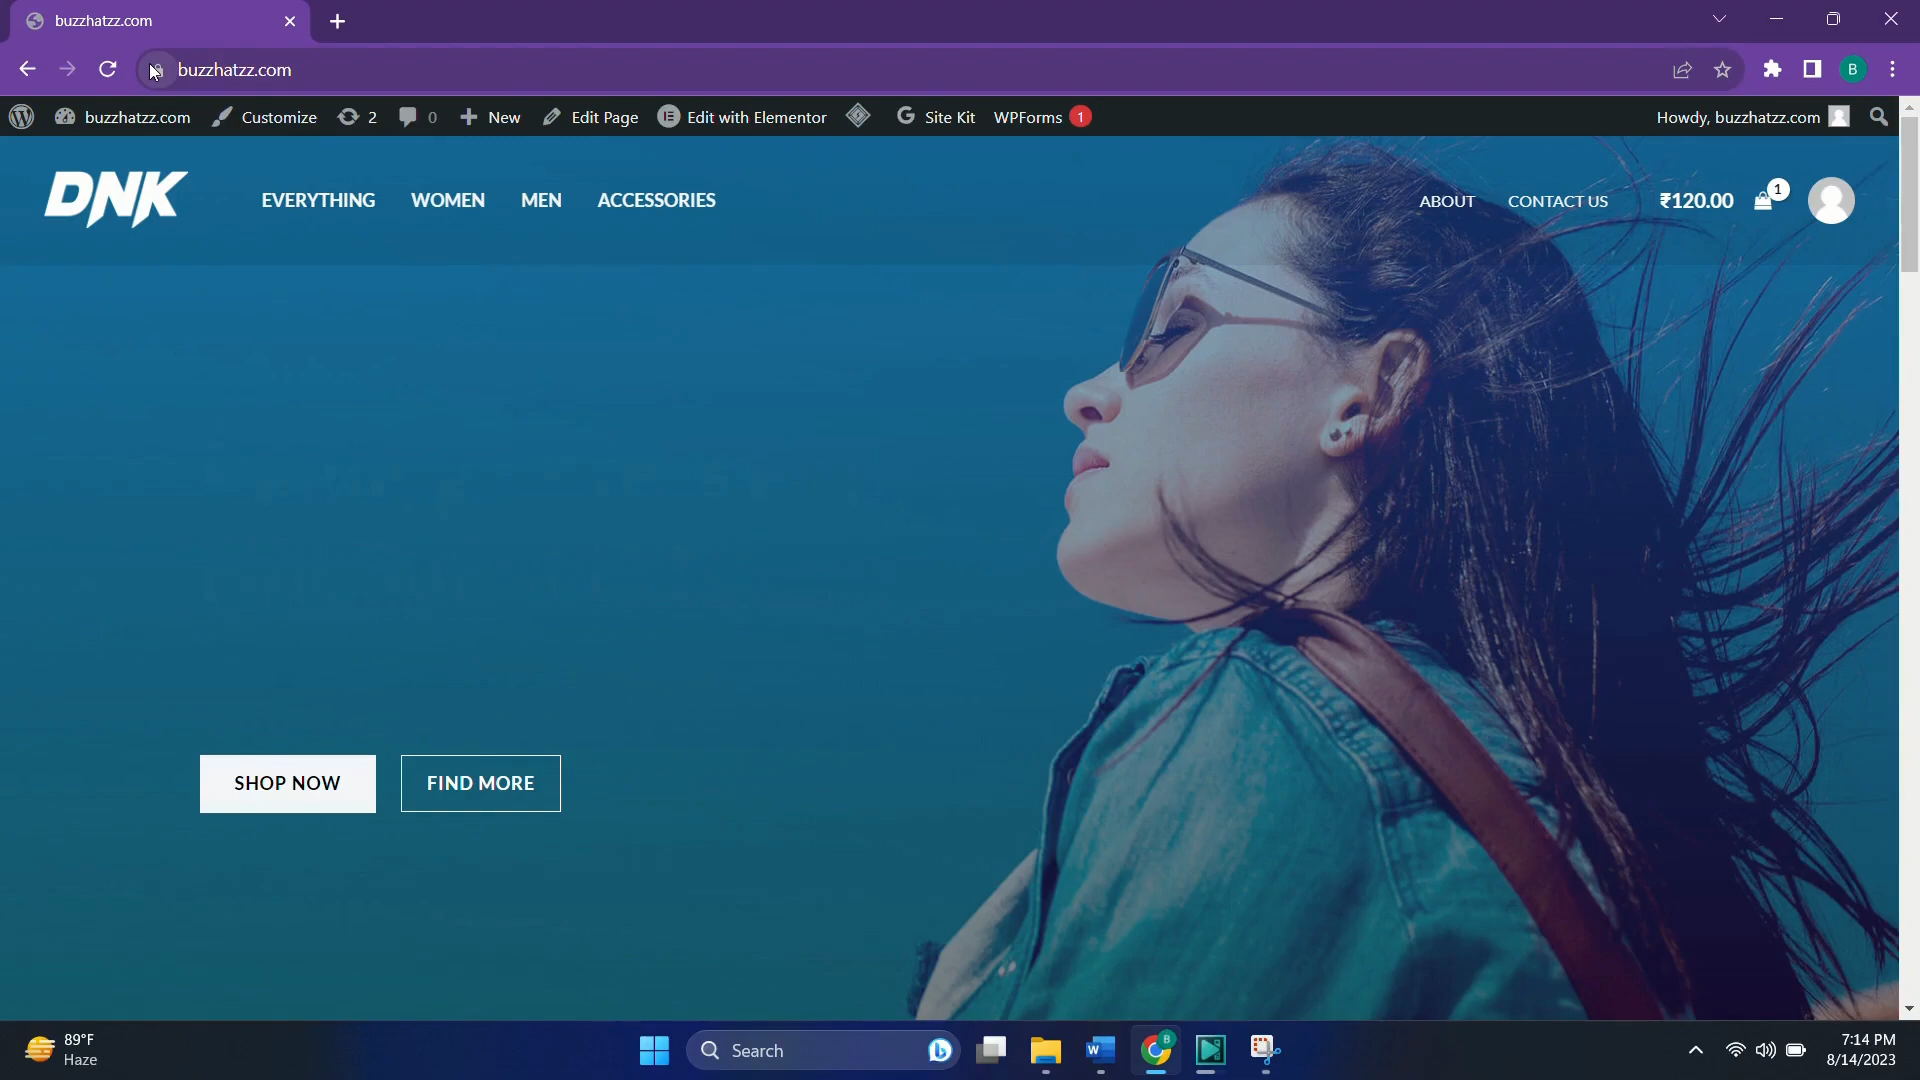 buzzhatzz.com
buzzhatzz.com
buzzhatzz.com Customize 2 0 New Edit Page Edit with Elementor Site Kit WPForms 1 Howdy, buzzhatzz.com
DNK EVERYTHING WOMEN MEN ACCESSORIES ABOUT CONTACT US ₹120.00 1
SHOP NOW FIND MORE
89°F
Haze
Search
7:14 PM
8/14/2023